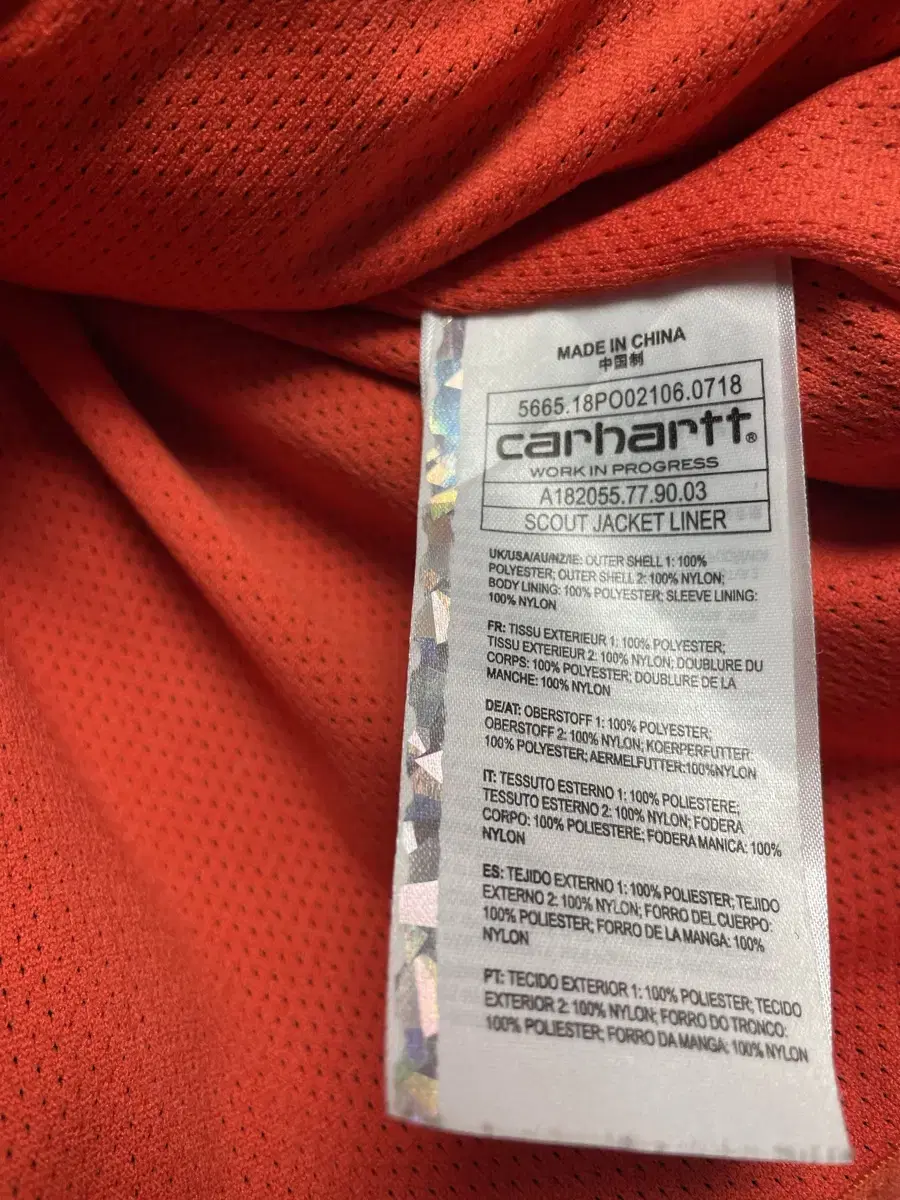 MADE IN CHINA
中国制
5665.18PO02106.0718
carhartt®
WORK IN PROGRESS
A182055.77.90.03
SCOUT JACKET LINER
UK/USA/AU/NZ/IE: OUTER SHELL 1: 100%
POLYESTER; OUTER SHELL 2: 100% NYLON;
BODY LINING: 100% POLYESTER; SLEEVE LINING:
100% NYLON
FR: TISSU EXTERIEUR 1: 100% POLYESTER;
TISSU EXTERIEUR 2: 100% NYLON; DOUBLURE DU
CORPS: 100% POLYESTER; DOUBLURE DE LA
MANCHE: 100% NYLON
DE/AT: OBERSTOFF 1: 100% POLYESTER;
OBERSTOFF 2: 100% NYLON; KOERPERFUTTER:
100% POLYESTER; AERMELFUTTER:100%NYLON
IT: TESSUTO ESTERNO 1: 100% POLIESTERE;
TESSUTO ESTERNO 2: 100% NYLON; FODERA
CORPO: 100% POLIESTERE; FODERA MANICA: 100%
NYLON
ES: TEJIDO EXTERNO 1: 100% POLIESTER; TEJIDO
EXTERNO 2: 100% NYLON; FORRO DEL CUERPO:
100% POLIESTER; FORRO DE LA MANGA: 100%
NYLON
PT: TECIDO EXTERIOR 1: 100% POLIESTER; TECIDO
EXTERIOR 2: 100% NYLON; FORRO DO TRONCO:
100% POLIESTER; FORRO DA MANGA: 100% NYLON